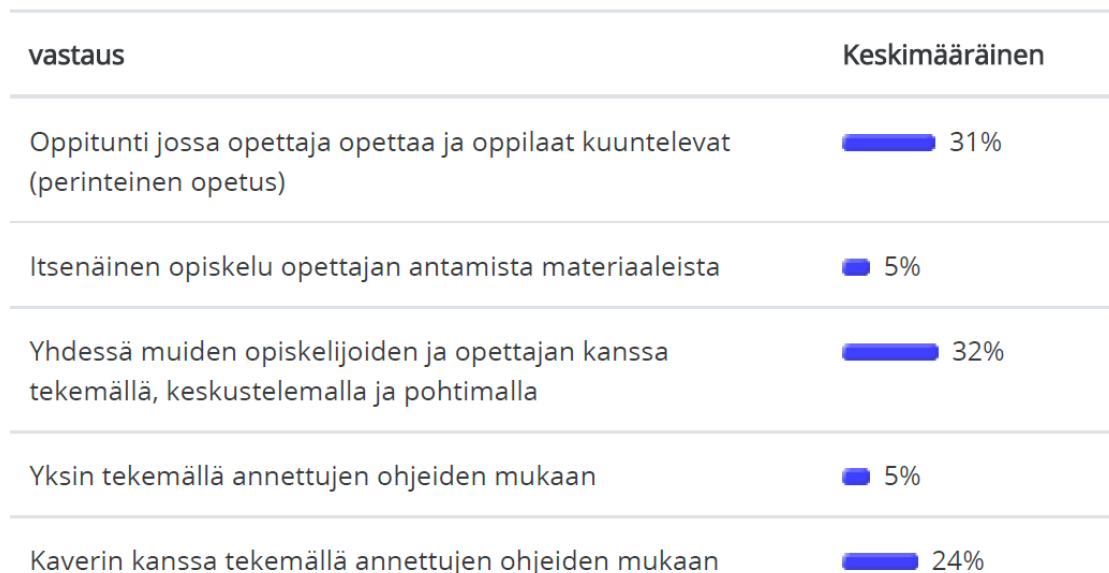 vastaus Keskimääräinen
Oppitunti jossa opettaja opettaa ja oppilaat kuuntelevat 31%
(perinteinen opetus)
Itsenäinen opiskelu opettajan antamista materiaaleista 5%
Yhdessä muiden opiskelijoiden ja opettajan kanssa 32%
tekemällä, keskustelemalla ja pohtimalla
Yksin tekemällä annettujen ohjeiden mukaan 5%
Kaverin kanssa tekemällä annettujen ohjeiden mukaan 24%